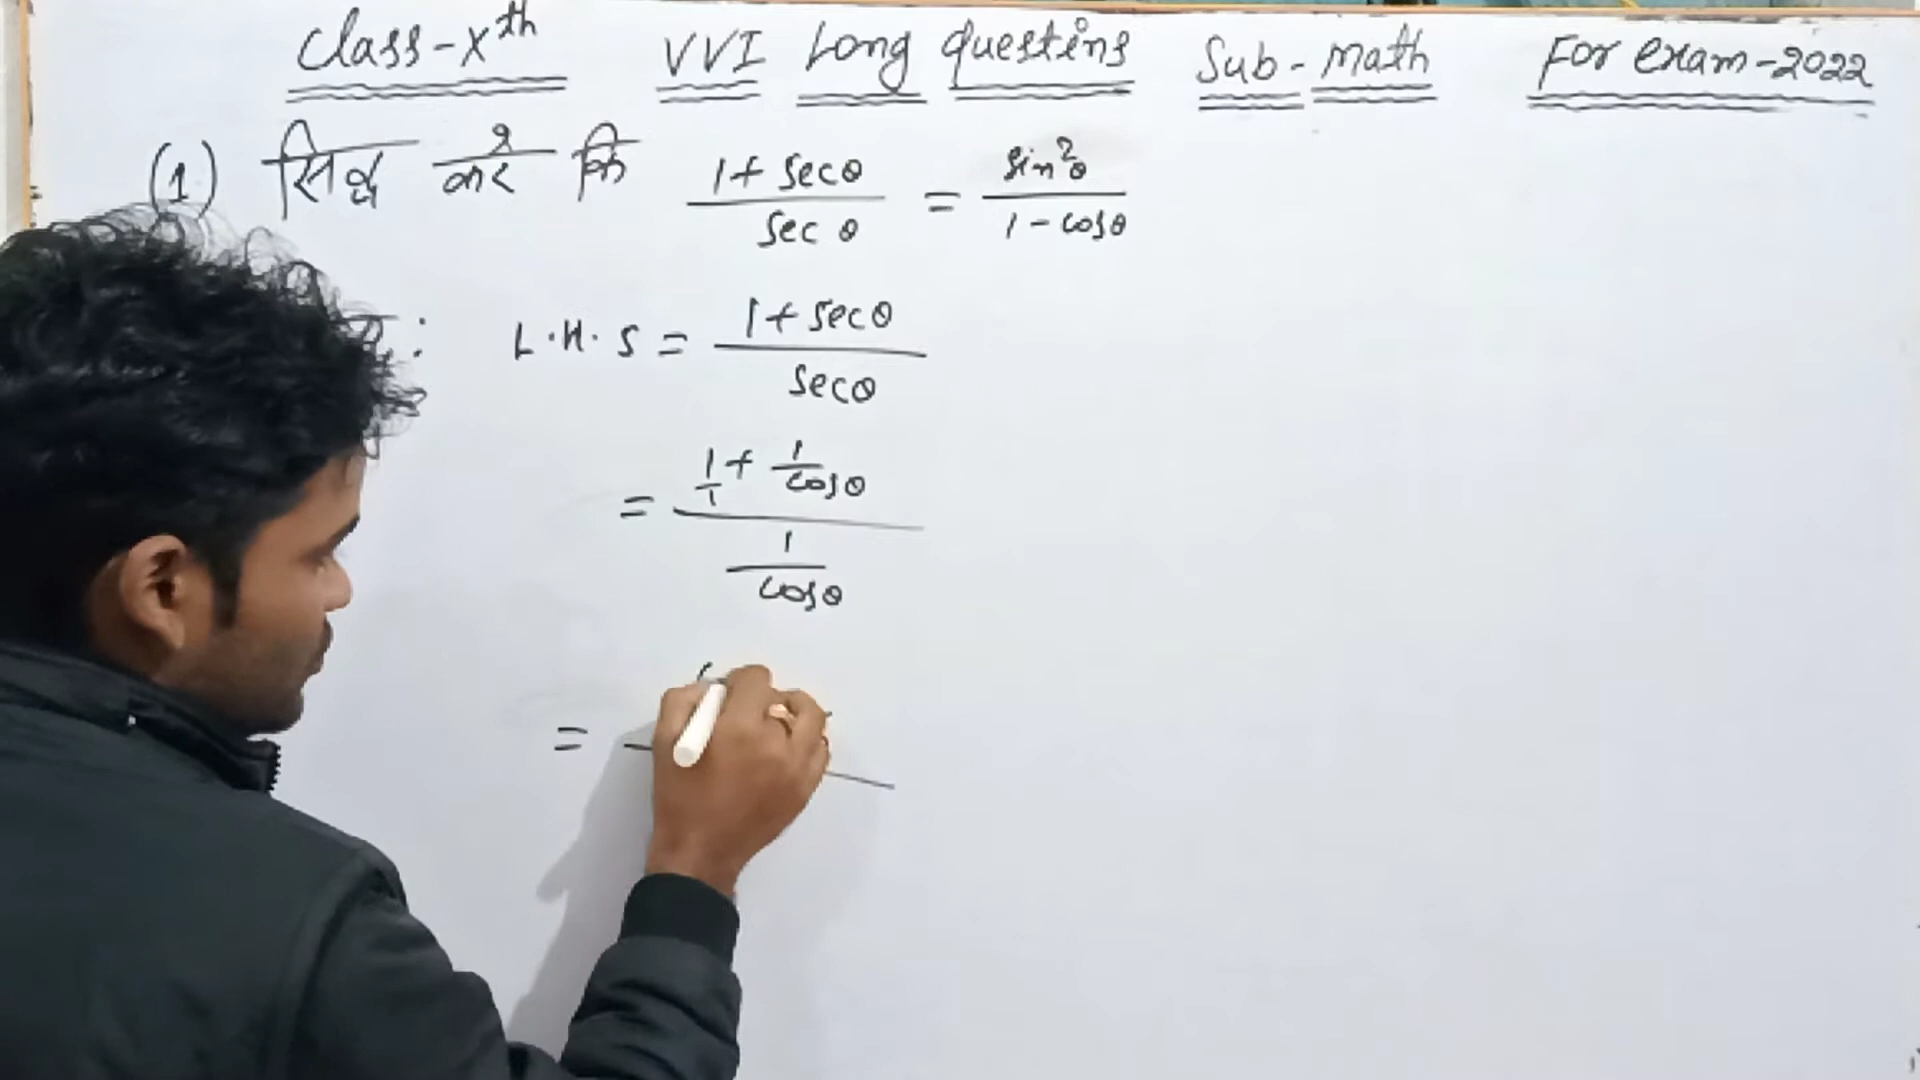 Class-Xth VVI Long Questins Sub-Math For exam-2022
(1) सिद्ध करें कि (1+secθ)/(secθ) = (sin²θ)/(1-cosθ)
: L.H.S = (1+secθ)/(secθ)
= (1/1 + 1/cosθ)/(1/cosθ)
=